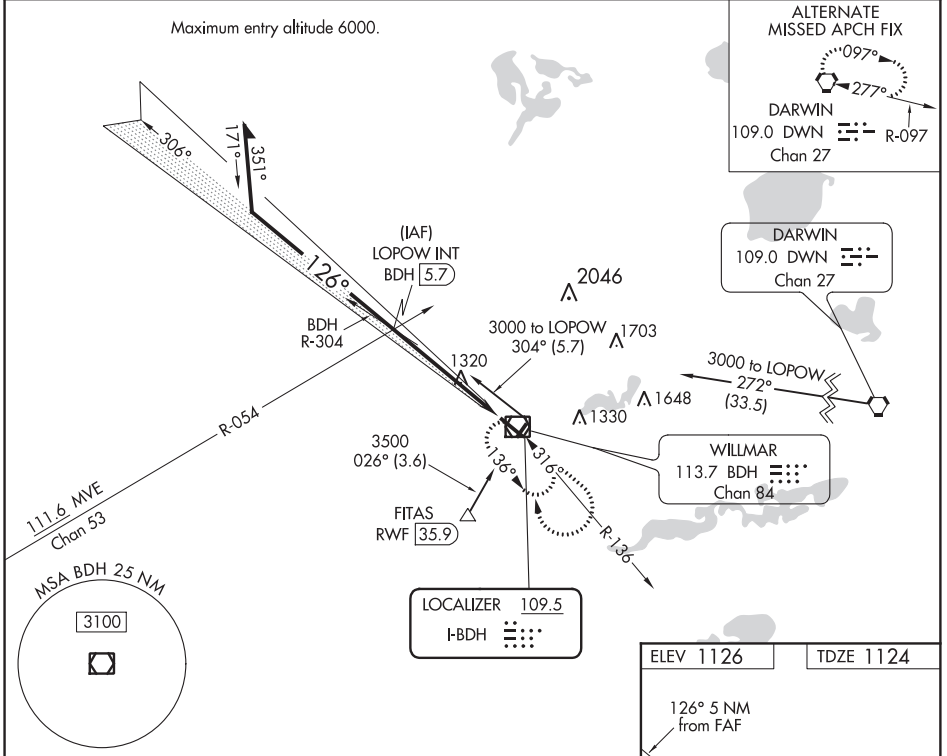 Maximum entry altitude 6000.
ALTERNATE
MISSED APCH FIX
097°
277°
DARWIN
109.0 DWN
R-097
Chan 27
306°
171°
351°
(IAF)
LOPOW INT
BDH 5.7
126°
BDH
R-304
2046
3000 to LOPOW
304° (5.7)
1703
1320
DARWIN
109.0 DWN
Chan 27
3000 to LOPOW
272°
(33.5)
1648
1330
R-054
3500
026° (3.6)
136°
316°
WILLMAR
113.7 BDH
Chan 84
FITAS
RWF 35.9
R-136
111.6 MVE
Chan 53
MSA BDH 25 NM
3100
LOCALIZER 109.5
I-BDH
ELEV 1126
TDZE 1124
126° 5 NM
from FAF